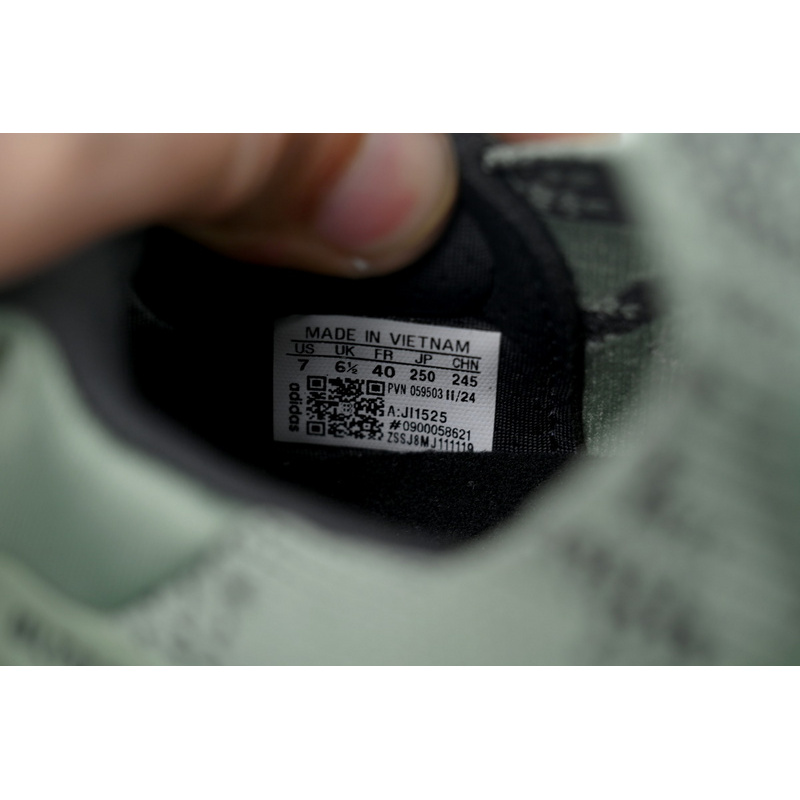 MADE IN VIETNAM
US UK FR JP CHN
7 6½ 40 250 245
adidas
PVN 059503 11/24
A:JI1525
#0900058621
ZSSJ8MJ111119